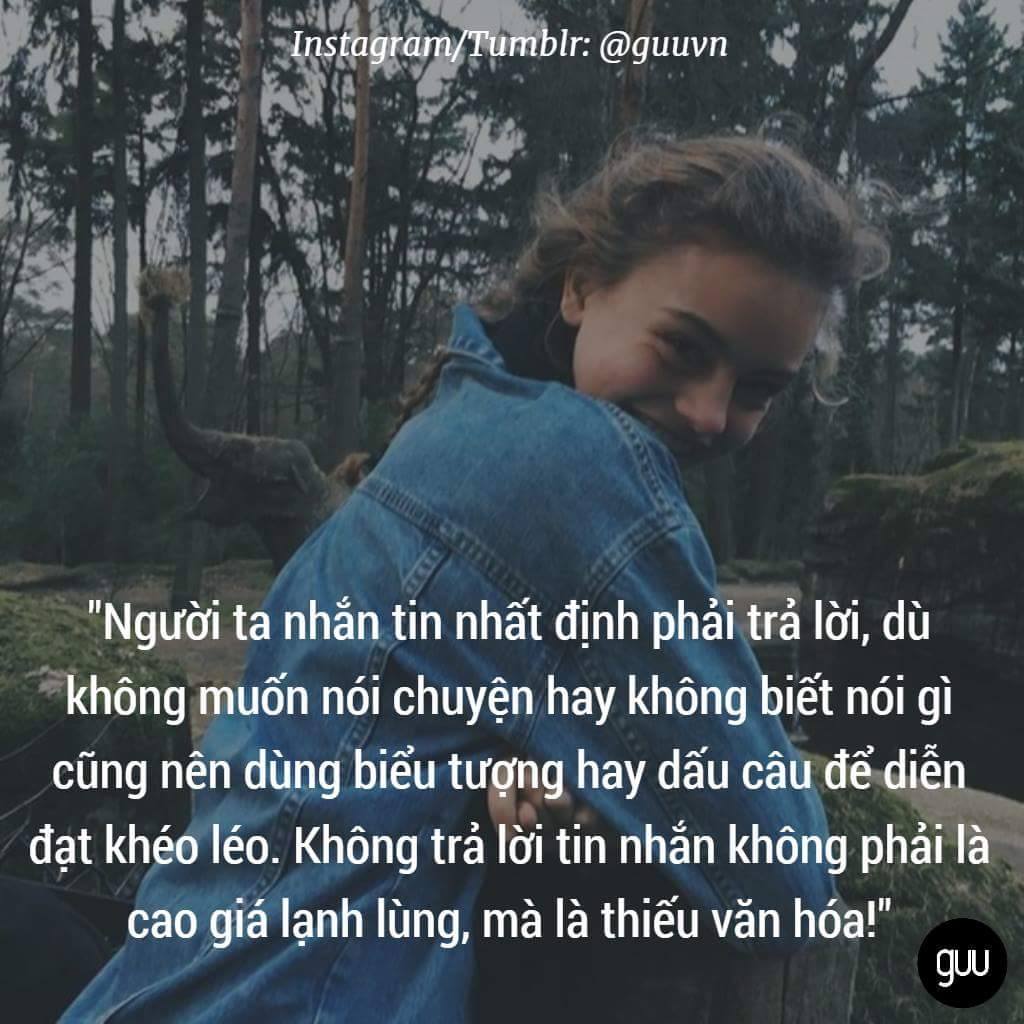 Instagram/Tumblr: @guuvn
"Người ta nhắn tin nhất định phải trả lời, dù
không muốn nói chuyện hay không biết nói gì
cũng nên dùng biểu tượng hay dấu câu để diễn
đạt khéo léo. Không trả lời tin nhắn không phải là
cao giá lạnh lùng, mà là thiếu văn hóa!"
guu